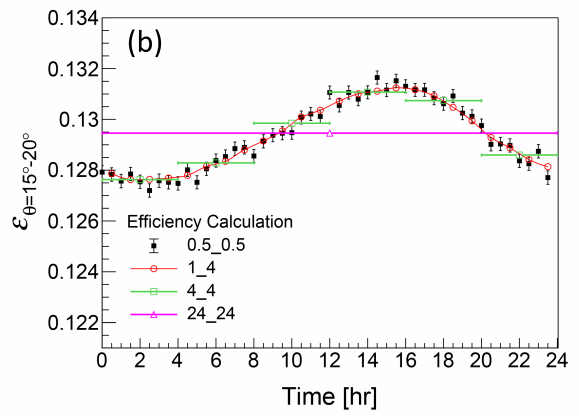 (b)
0.134
0.132
0.13
0.128
0.126
0.124
0.122
εθ=15°-20°
Efficiency Calculation
0.5_0.5
1_4
4_4
24_24
0 2 4 6 8 10 12 14 16 18 20 22 24
Time [hr]